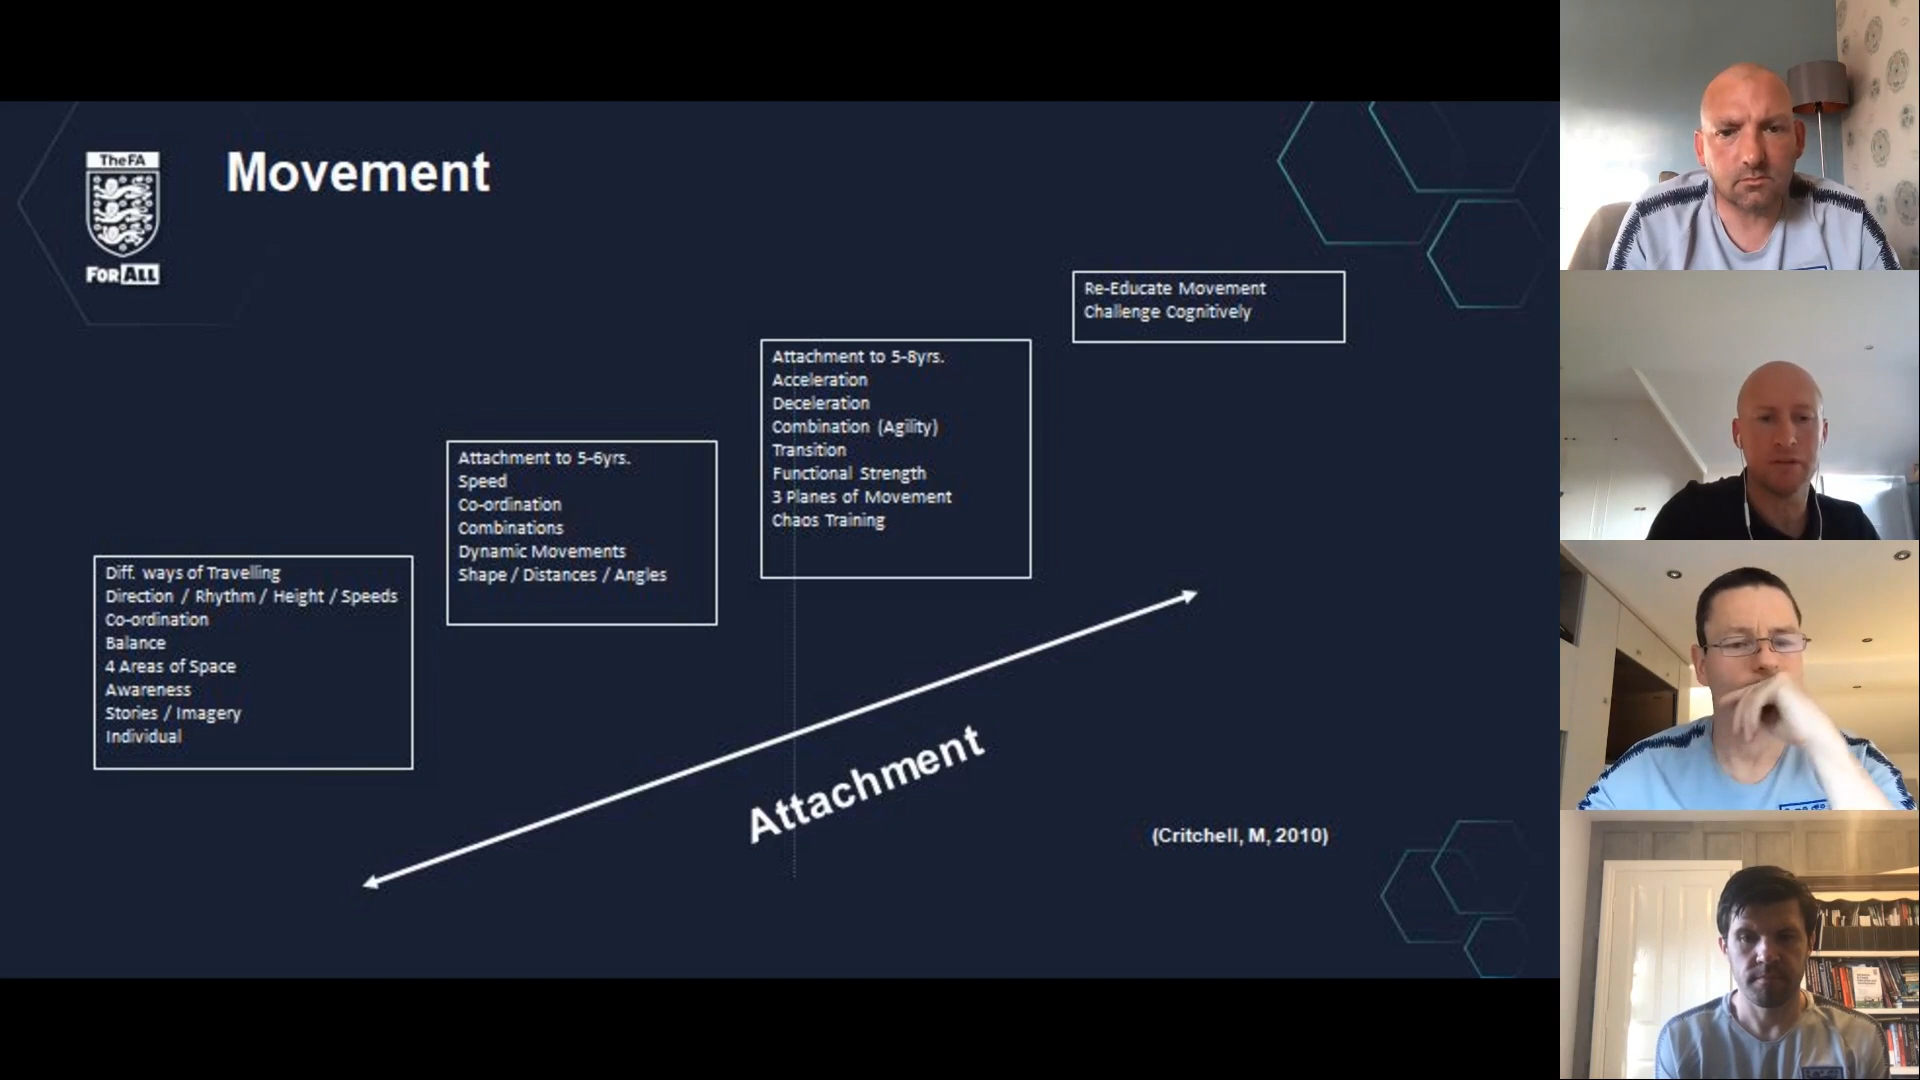 TheFA
FOR ALL
Movement
Re-Educate Movement
Challenge Cognitively
Attachment to 5-8yrs.
Acceleration
Deceleration
Combination (Agility)
Transition
Functional Strength
3 Planes of Movement
Chaos Training
Attachment to 5-6yrs.
Speed
Co-ordination
Combinations
Dynamic Movements
Shape / Distances / Angles
Diff. ways of Travelling
Direction / Rhythm / Height / Speeds
Co-ordination
Balance
4 Areas of Space
Awareness
Stories / Imagery
Individual
Attachment
(Critchell, M, 2010)